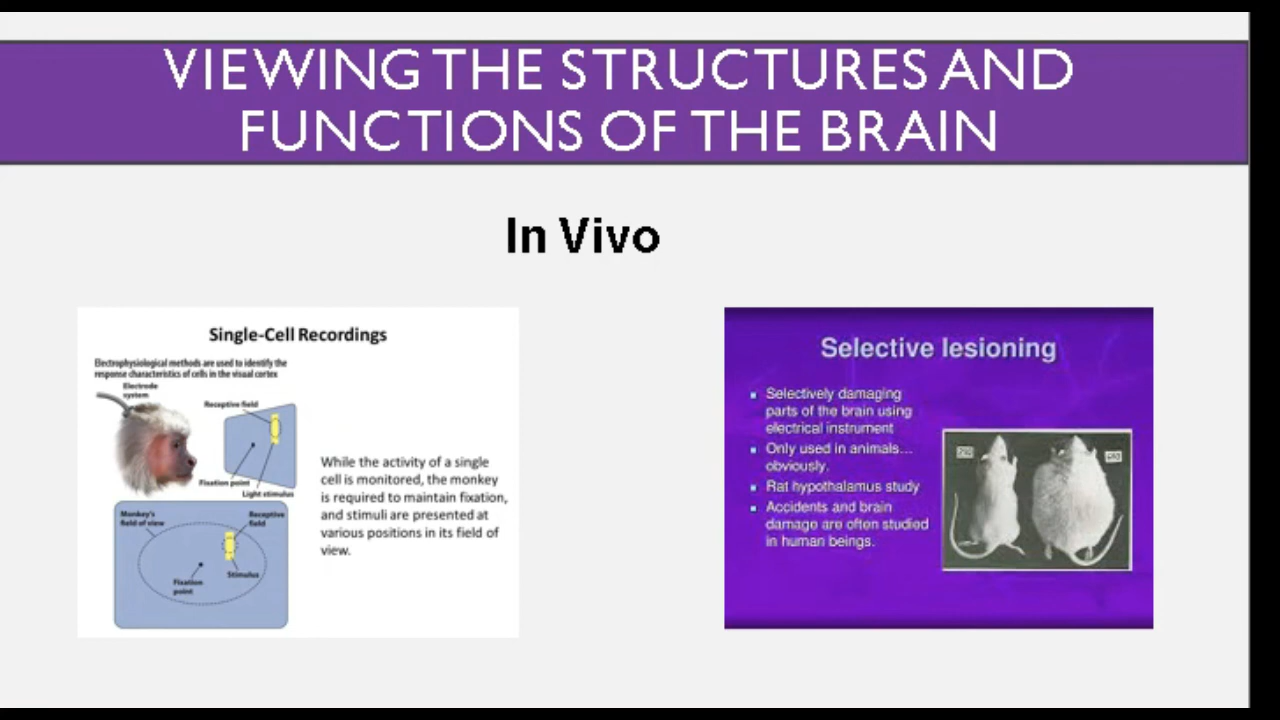 VIEWING THE STRUCTURES AND
FUNCTIONS OF THE BRAIN
In Vivo
Single-Cell Recordings
Electrophysiological methods are used to identify the
response characteristics of cells in the visual cortex
Electrode
system
Receptive field
Fixation point
Light stimulus
Monkey's
field of view
Receptive
field
Stimulus
Fixation
point
While the activity of a single
cell is monitored, the monkey
is required to maintain fixation,
and stimuli are presented at
various positions in its field of
view.
Selective lesioning
Selectively damaging
parts of the brain using
electrical instrument
Only used in animals...
obviously.
Rat hypothalamus study
Accidents and brain
damage are often studied
in human beings.